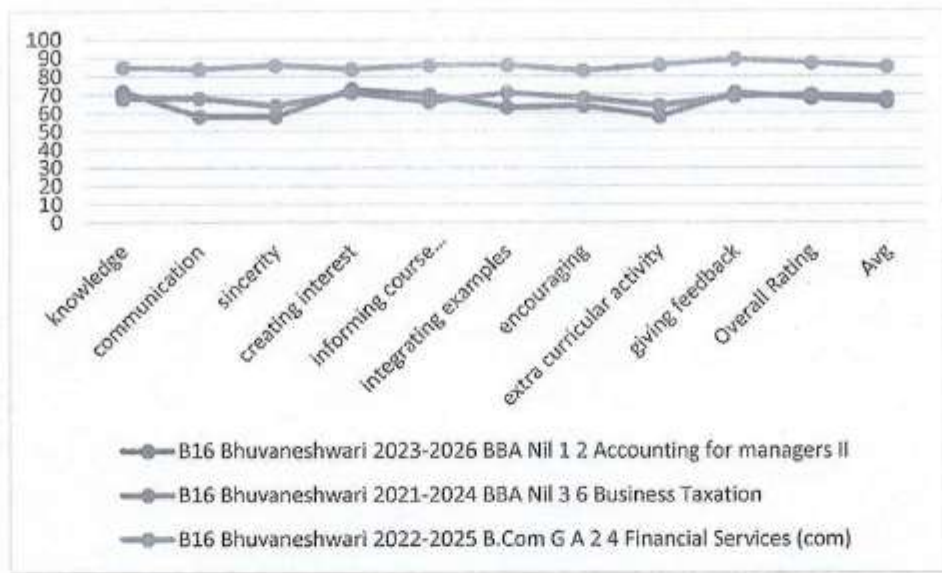 100
90
80
70
60
50
40
30
20
10
0
knowledge
communication
sincerity
creating interest
informing course...
integrating examples
encouraging
extra curricular activity
giving feedback
Overall Rating
Avg
B16 Bhuvaneshwari 2023-2026 BBA Nil 1 2 Accounting for managers II
B16 Bhuvaneshwari 2021-2024 BBA Nil 3 6 Business Taxation
B16 Bhuvaneshwari 2022-2025 B.Com G A 2 4 Financial Services (com)